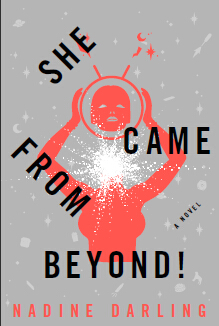 SHE
CAME
FROM
A NOVEL
BEYOND!
NADINE DARLING